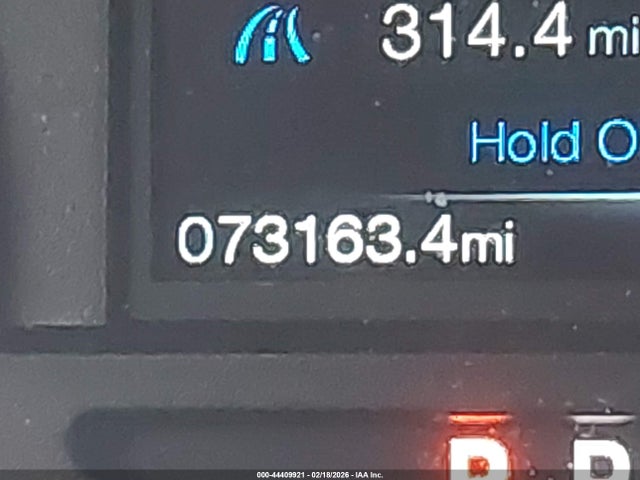 314.4 mi
Hold O
073163.4mi
000-44409921 - 02/18/2026 - IAA Inc.